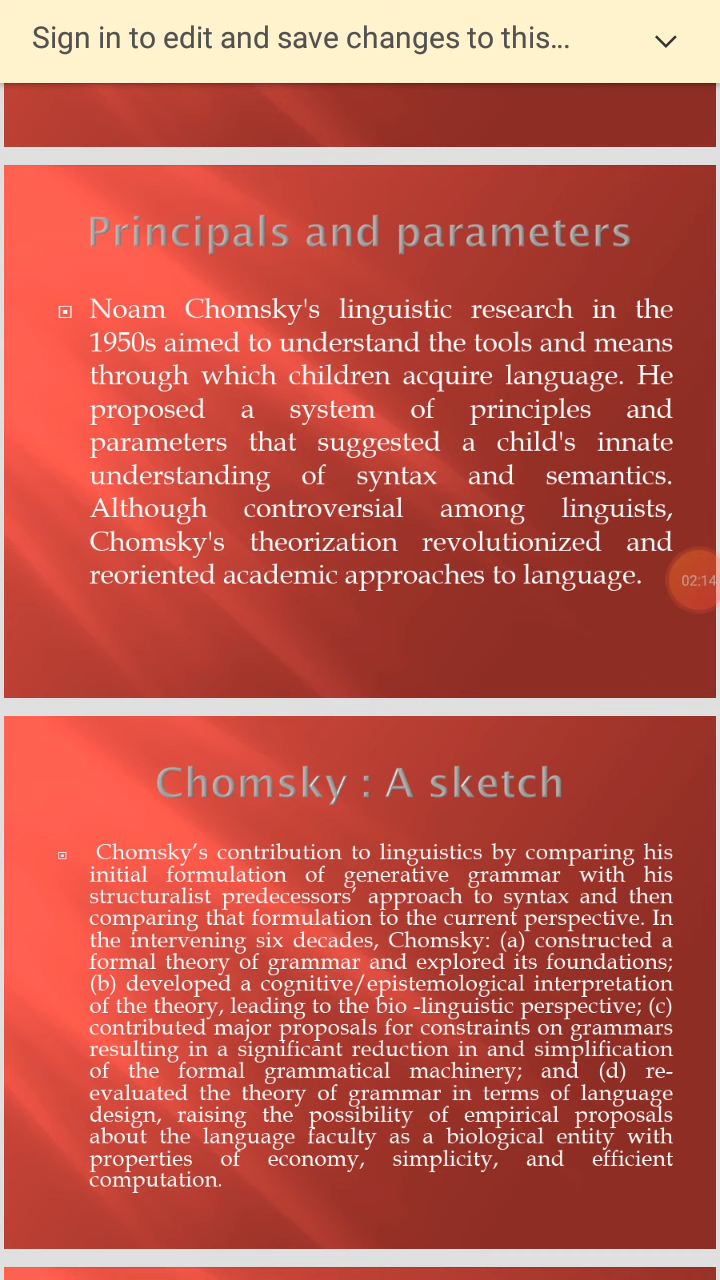 Sign in to edit and save changes to this...
Principals and parameters
Noam Chomsky's linguistic research in the
1950s aimed to understand the tools and means
through which children acquire language. He
proposed a system of principles and
parameters that suggested a child's innate
understanding of syntax and semantics.
Although controversial among linguists,
Chomsky's theorization revolutionized and
reoriented academic approaches to language.
02:14
Chomsky : A sketch
Chomsky’s contribution to linguistics by comparing his
initial formulation of generative grammar with his
structuralist predecessors’ approach to syntax and then
comparing that formulation to the current perspective. In
the intervening six decades, Chomsky: (a) constructed a
formal theory of grammar and explored its foundations;
(b) developed a cognitive/epistemological interpretation
of the theory, leading to the bio -linguistic perspective; (c)
contributed major proposals for constraints on grammars
resulting in a significant reduction in and simplification
of the formal grammatical machinery; and (d) re-
evaluated the theory of grammar in terms of language
design, raising the possibility of empirical proposals
about the language faculty as a biological entity with
properties of economy, simplicity, and efficient
computation.